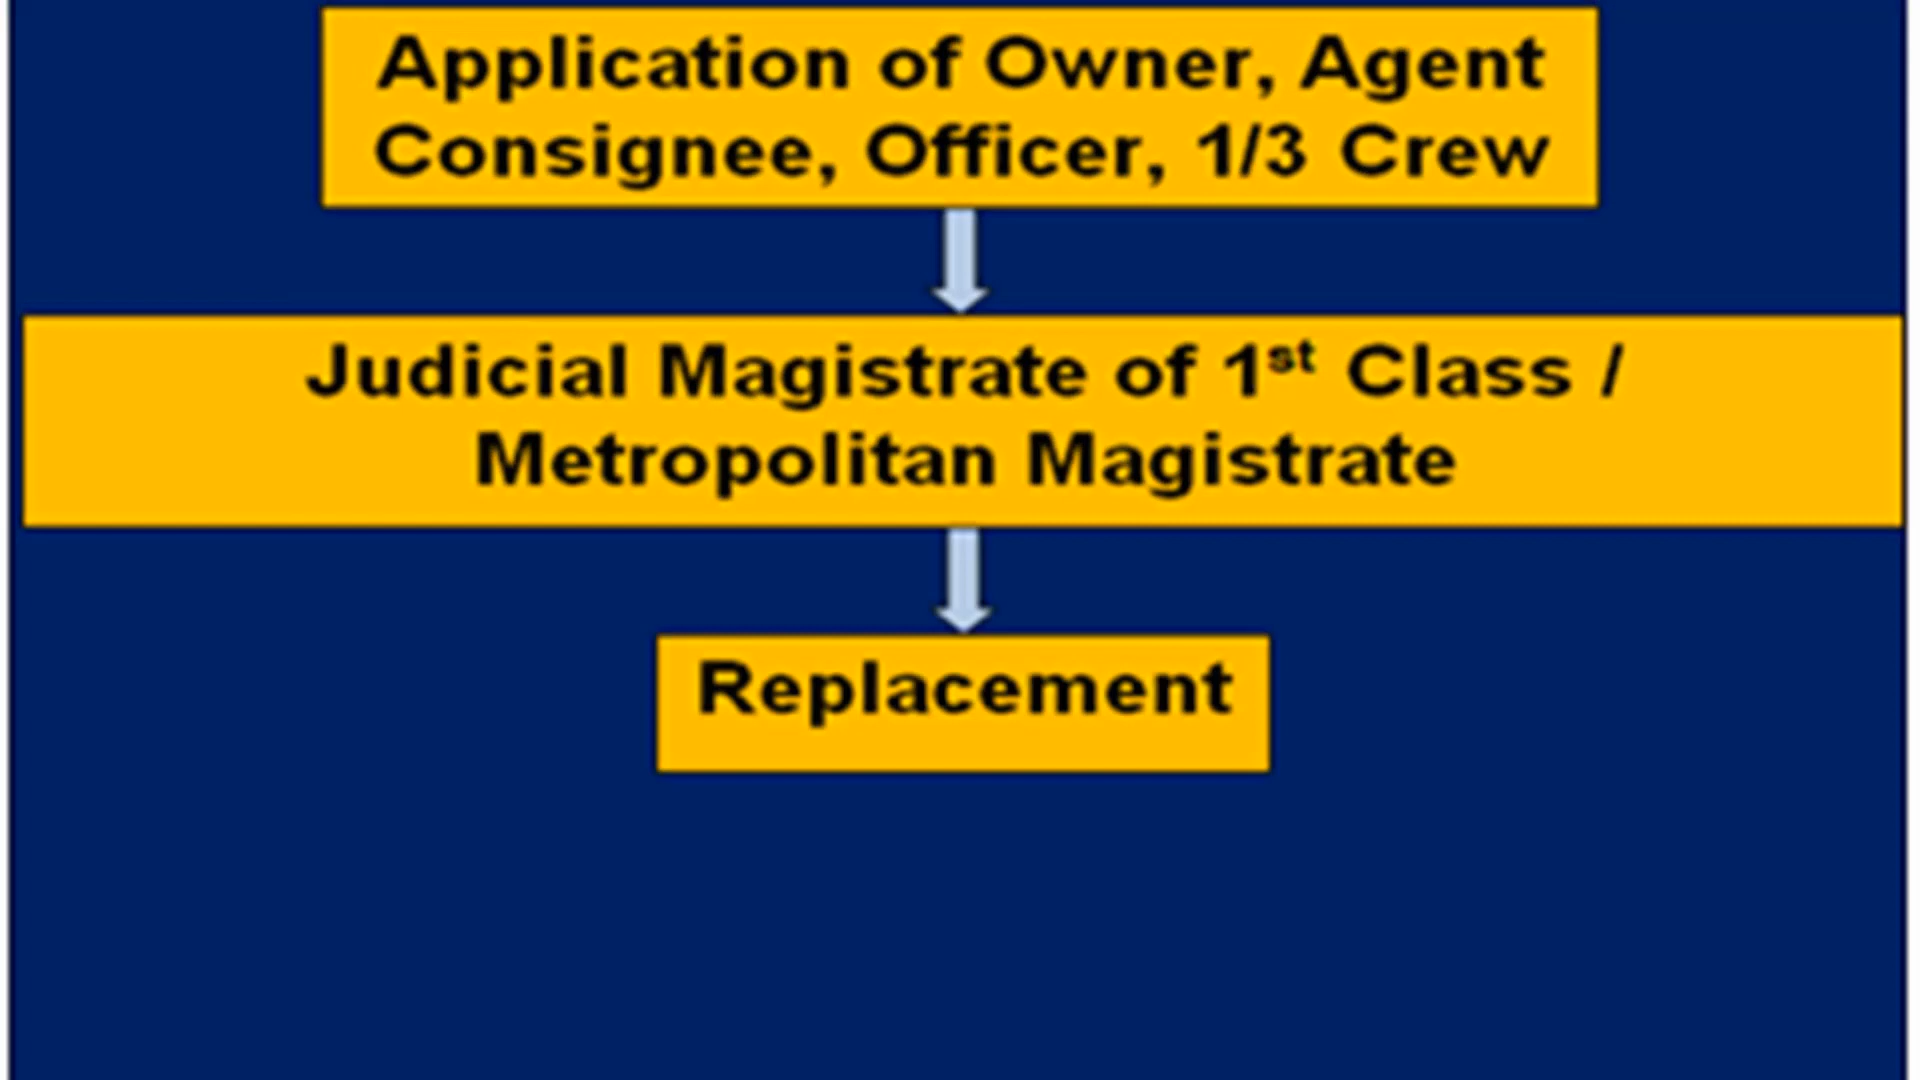 Application of Owner, Agent
Consignee, Officer, 1/3 Crew
Judicial Magistrate of 1st Class /
Metropolitan Magistrate
Replacement